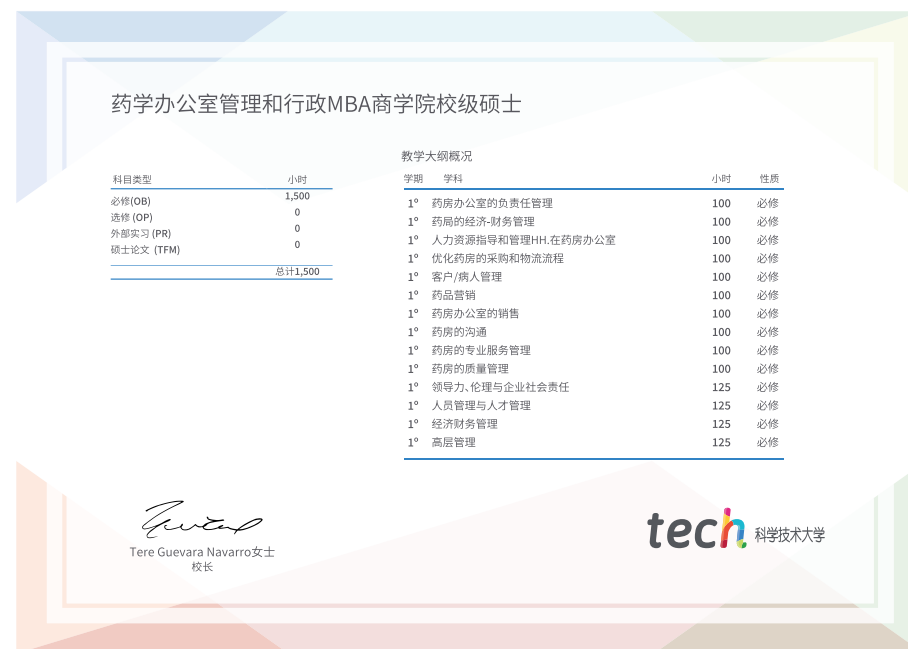 药学办公室管理和行政MBA商学院校级硕士
科目类型 小时
必修(OB) 1,500
选修 (OP) 0
外部实习 (PR) 0
硕士论文 (TFM) 0
总计1,500
教学大纲概况
学期 学科 小时 性质
1º 药房办公室的负责任管理 100 必修
1º 药局的经济-财务管理 100 必修
1º 人力资源指导和管理HH.在药房办公室 100 必修
1º 优化药房的采购和物流流程 100 必修
1º 客户/病人管理 100 必修
1º 药品营销 100 必修
1º 药房办公室的销售 100 必修
1º 药房的沟通 100 必修
1º 药房的专业服务管理 100 必修
1º 药房的质量管理 100 必修
1º 领导力、伦理与企业社会责任 125 必修
1º 人员管理与人才管理 125 必修
1º 经济财务管理 125 必修
1º 高层管理 125 必修
Tere Guevara Navarro女士
校长
tech 科学技术大学